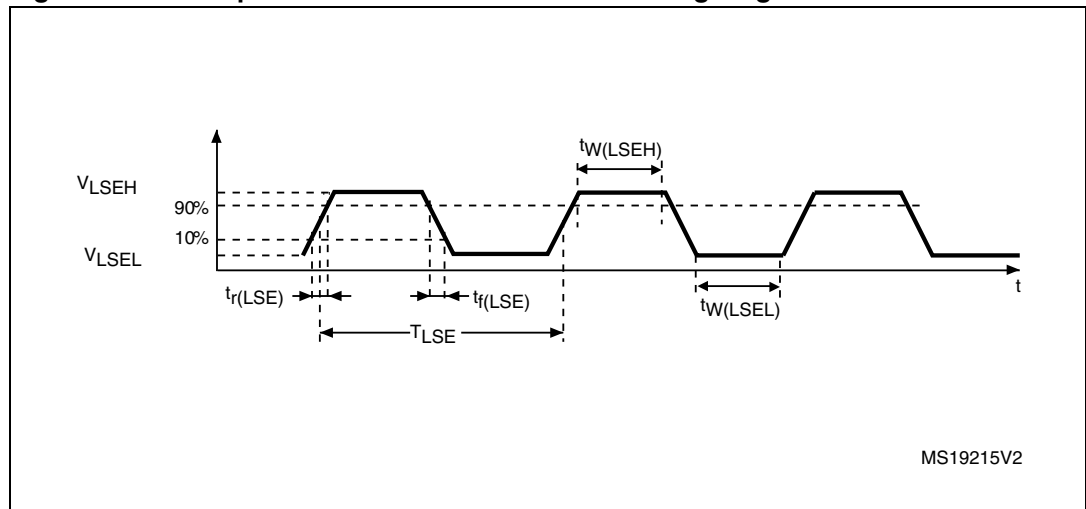 tW(LSEH)
VLSEH
90%
10%
VLSEL
tr(LSE)
tf(LSE)
tW(LSEL)
t
TLSE
MS19215V2